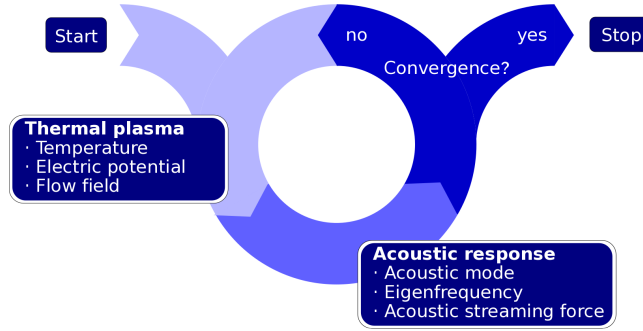 Start
no
yes
Stop
Convergence?
Thermal plasma
· Temperature
· Electric potential
· Flow field
Acoustic response
· Acoustic mode
· Eigenfrequency
· Acoustic streaming force